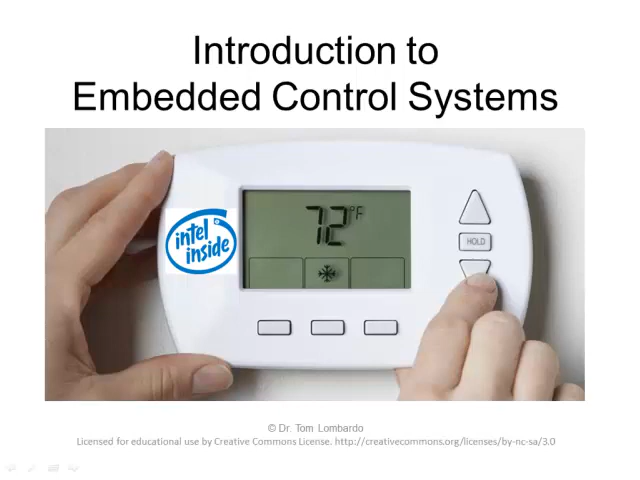 Introduction to
Embedded Control Systems
intel
inside
72°F
HOLD
© Dr. Tom Lombardo
Licensed for educational use by Creative Commons License. http://creativecommons.org/licenses/by-nc-sa/3.0